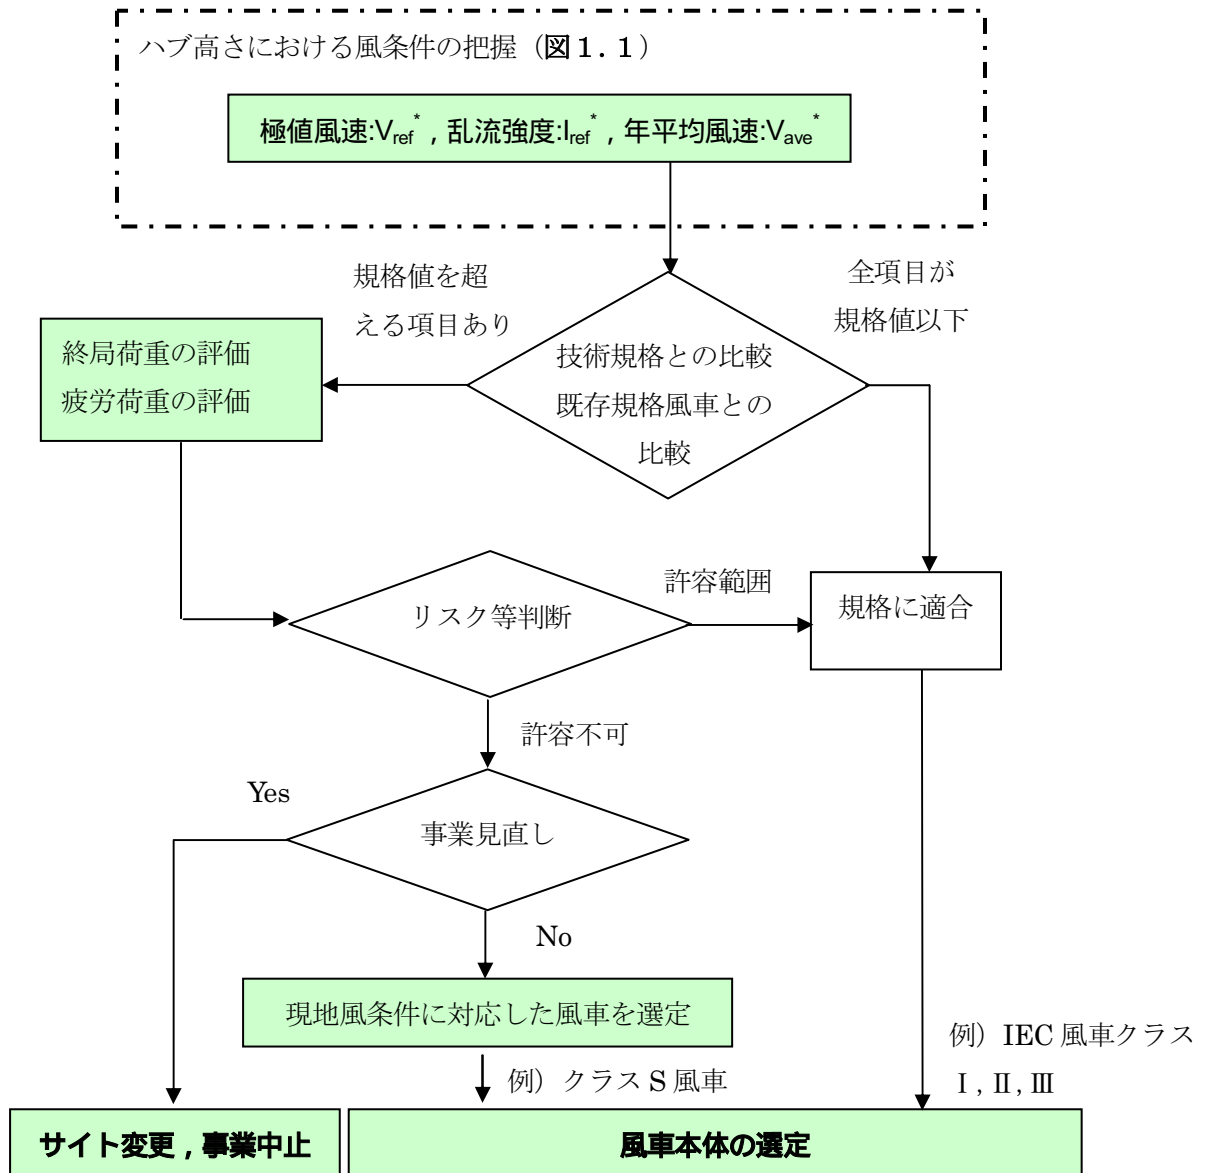 ハブ高さにおける風条件の把握（図１．１）
極値風速:Vref*，乱流強度:Iref*，年平均風速:Vave*
規格値を超
える項目あり
全項目が
規格値以下
技術規格との比較
既存規格風車との
比較
終局荷重の評価
疲労荷重の評価
リスク等判断
許容範囲
規格に適合
許容不可
Yes
事業見直し
No
現地風条件に対応した風車を選定
例）クラス S 風車
例）IEC 風車クラス
Ⅰ, Ⅱ, Ⅲ
サイト変更，事業中止
風車本体の選定